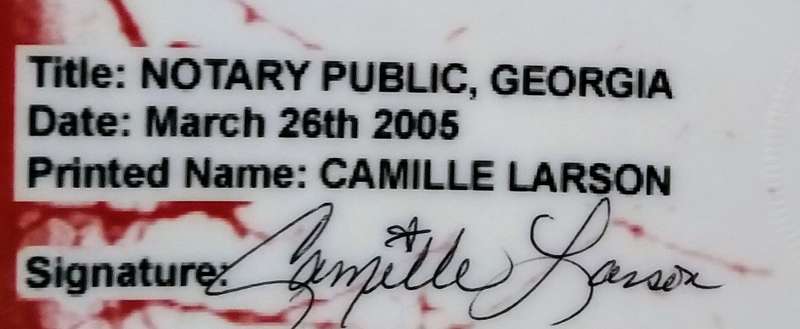 Title: NOTARY PUBLIC, GEORGIA
Date: March 26th 2005
Printed Name: CAMILLE LARSON
Signature: Camille Larson